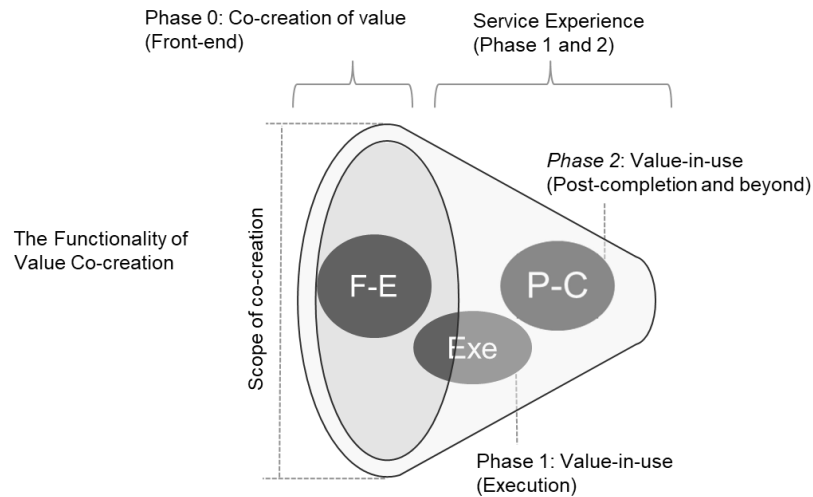 Phase 0: Co-creation of value
(Front-end)
Service Experience
(Phase 1 and 2)
Phase 2: Value-in-use
(Post-completion and beyond)
The Functionality of
Value Co-creation
Scope of co-creation
F-E
P-C
Exe
Phase 1: Value-in-use
(Execution)